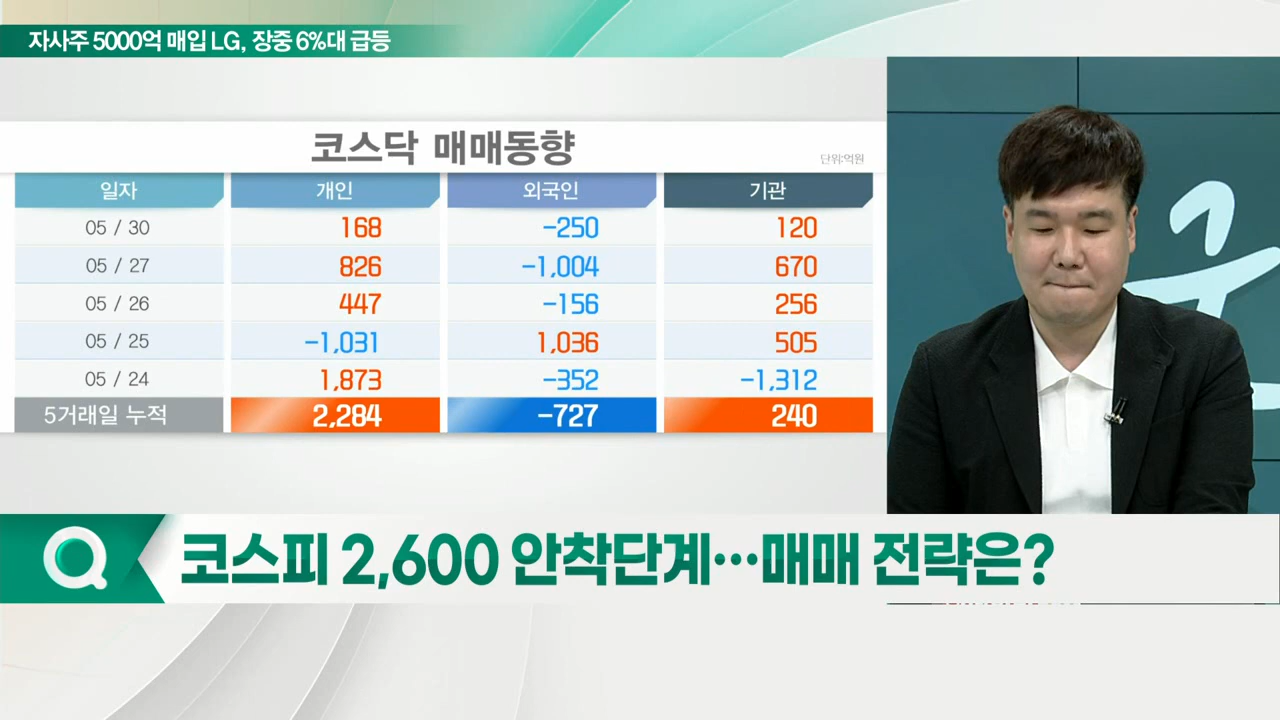 자사주 5000억 매입 LG, 장중 6%대 급등
코스닥 매매동향
단위:억원
일자 개인 외국인 기관
05 / 30 168 -250 120
05 / 27 826 -1,004 670
05 / 26 447 -156 256
05 / 25 -1,031 1,036 505
05 / 24 1,873 -352 -1,312
5거래일 누적 2,284 -727 240
코스피 2,600 안착단계…매매 전략은?